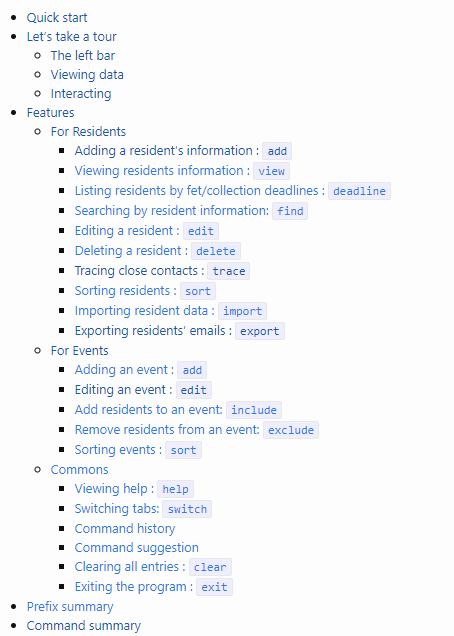 Quick start
Let's take a tour
The left bar
Viewing data
Interacting
Features
For Residents
Adding a resident's information : add
Viewing residents information : view
Listing residents by fet/collection deadlines : deadline
Searching by resident information: find
Editing a resident : edit
Deleting a resident : delete
Tracing close contacts : trace
Sorting residents : sort
Importing resident data : import
Exporting residents' emails : export
For Events
Adding an event : add
Editing an event : edit
Add residents to an event: include
Remove residents from an event: exclude
Sorting events : sort
Commons
Viewing help : help
Switching tabs: switch
Command history
Command suggestion
Clearing all entries : clear
Exiting the program : exit
Prefix summary
Command summary